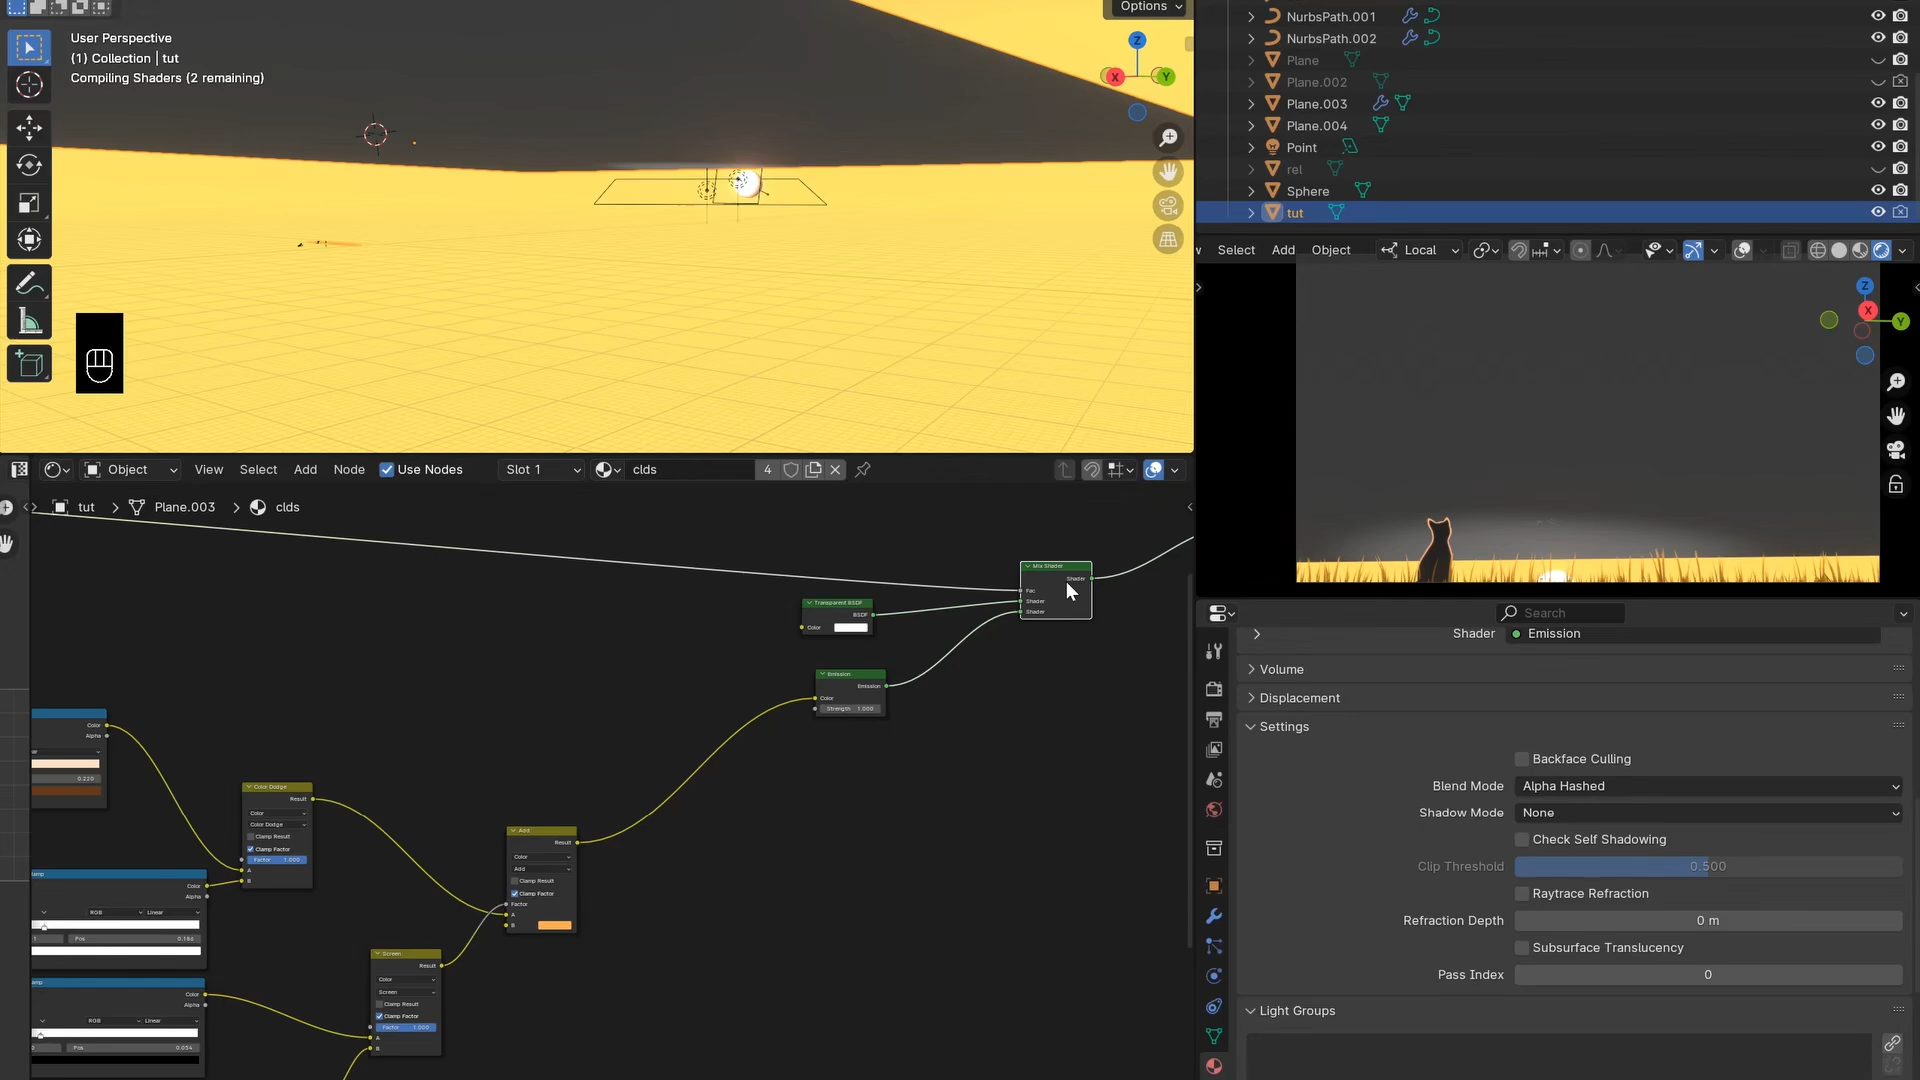 Options
User Perspective
(1) Collection | tut
Compiling Shaders (2 remaining)
Z
X
Y
NurbsPath.001
NurbsPath.002
Plane
Plane.002
Plane.003
Plane.004
Point
rel
Sphere
tut
Select
Add
Object
Local
Z
X
Y
Object
View
Select
Add
Node
Use Nodes
Slot 1
clds
4
tut
Plane.003
clds
Mix Shader
Shader
Fac
Shader
Shader
Transparent BSDF
BSDF
Color
Emission
Emission
Color
Strength 1.000
Color
Alpha
0.220
Color Dodge
Result
Color
Color Dodge
Clamp Result
Clamp Factor
Factor 1.000
A
B
Color
Alpha
RGB
Linear
Pos 0.186
Add
Result
Color
Add
Clamp Result
Clamp Factor
Factor
A
B
Screen
Result
Color
Screen
Clamp Result
Clamp Factor
Factor 1.000
A
B
Color
Alpha
RGB
Linear
Pos 0.054
Search
Shader
Emission
Volume
Displacement
Settings
Backface Culling
Blend Mode
Alpha Hashed
Shadow Mode
None
Check Self Shadowing
Clip Threshold
0.500
Raytrace Refraction
Refraction Depth
0 m
Subsurface Translucency
Pass Index
0
Light Groups